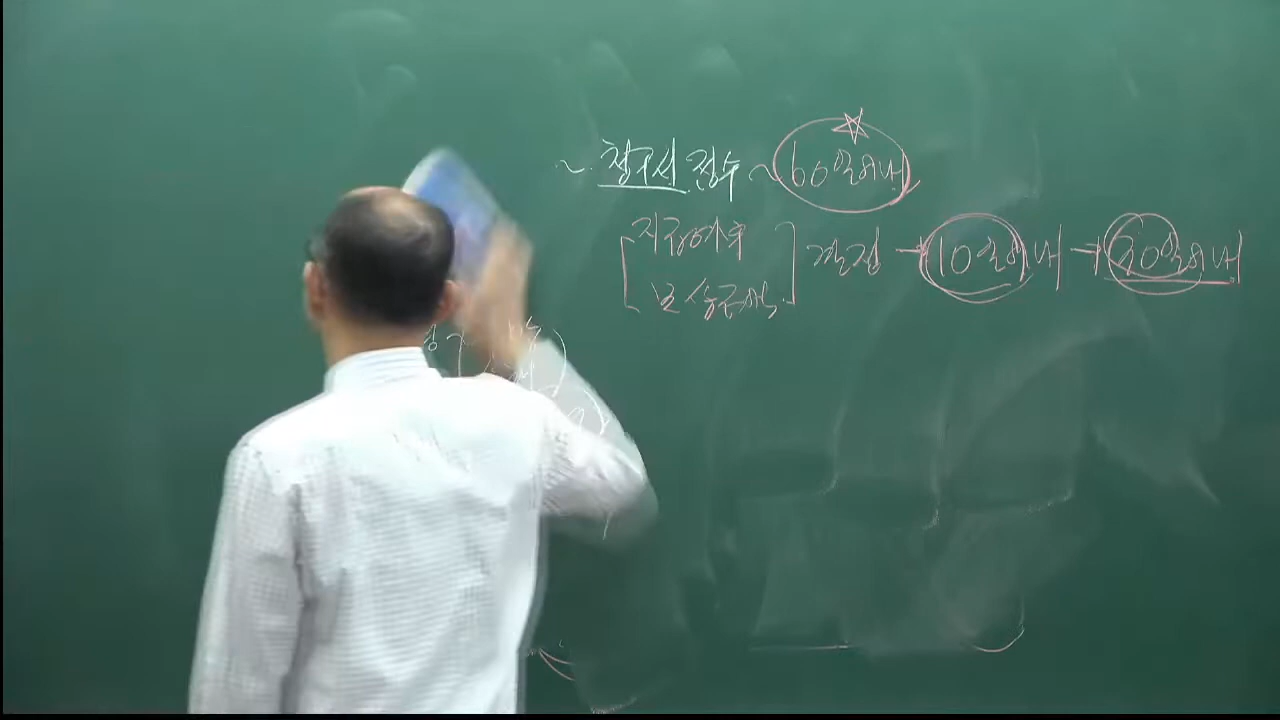 ~ 청구서 접수 ~ 60일이내
지급여부
결정 → 10일이내 → 20일이내
보상금액